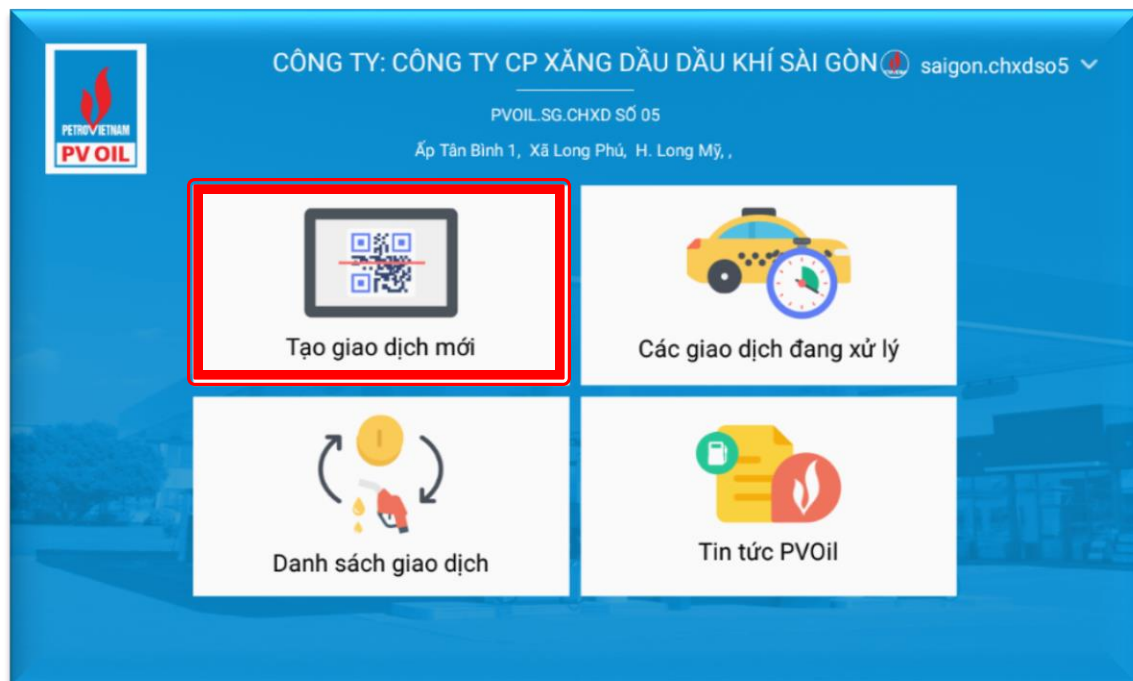 CÔNG TY: CÔNG TY CP XĂNG DẦU DẦU KHÍ SÀI GÒN
saigon.chxdso5
PVOIL.SG.CHXD SỐ 05
Ấp Tân Bình 1, Xã Long Phú, H. Long Mỹ, ,
PETROVIETNAM
PV OIL
Tạo giao dịch mới
Các giao dịch đang xử lý
Danh sách giao dịch
Tin tức PVOil